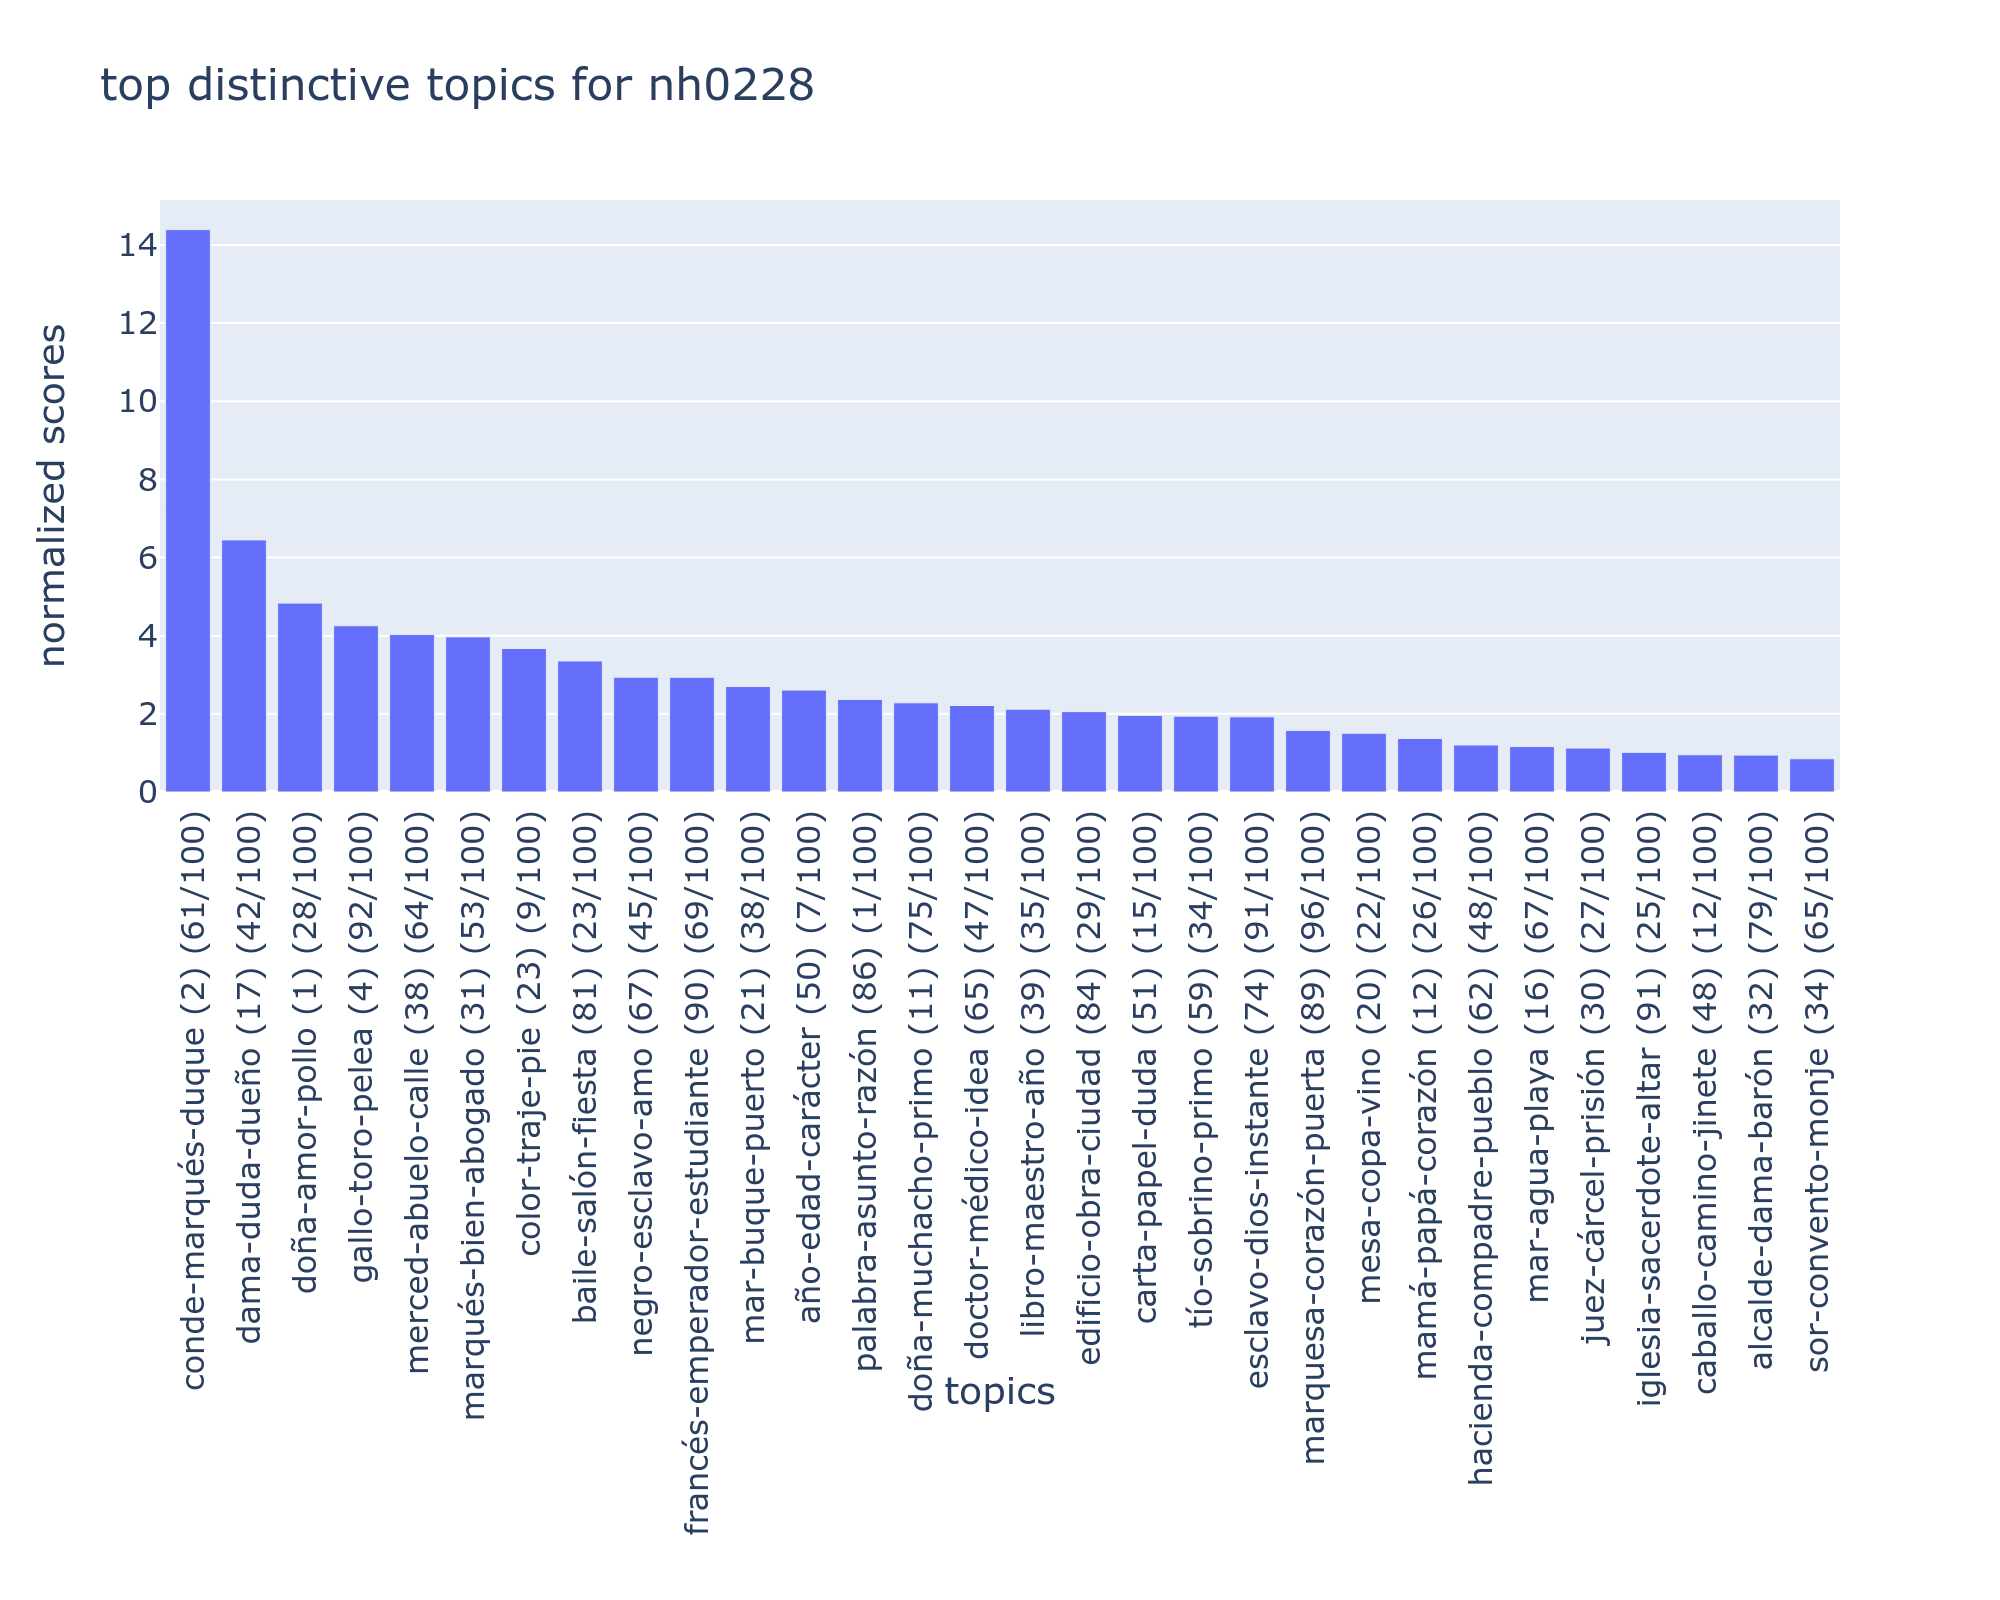 top distinctive topics for nh0228
normalized scores
14
12
10
8
6
4
2
0
conde-marqués-duque (2) (61/100)
dama-duda-dueño (17) (42/100)
doña-amor-pollo (1) (28/100)
gallo-toro-pelea (4) (92/100)
merced-abuelo-calle (38) (64/100)
marqués-bien-abogado (31) (53/100)
color-traje-pie (23) (9/100)
baile-salón-fiesta (81) (23/100)
negro-esclavo-amo (67) (45/100)
francés-emperador-estudiante (90) (69/100)
mar-buque-puerto (21) (38/100)
año-edad-carácter (50) (7/100)
palabra-asunto-razón (86) (1/100)
doña-muchacho-primo (11) (75/100)
doctor-médico-idea (65) (47/100)
libro-maestro-año (39) (35/100)
edificio-obra-ciudad (84) (29/100)
carta-papel-duda (51) (15/100)
tío-sobrino-primo (59) (34/100)
esclavo-dios-instante (74) (91/100)
marquesa-corazón-puerta (89) (96/100)
mesa-copa-vino (20) (22/100)
mamá-papá-corazón (12) (26/100)
hacienda-compadre-pueblo (62) (48/100)
mar-agua-playa (16) (67/100)
juez-cárcel-prisión (30) (27/100)
iglesia-sacerdote-altar (91) (25/100)
caballo-camino-jinete (48) (12/100)
alcalde-dama-barón (32) (79/100)
sor-convento-monje (34) (65/100)
topics